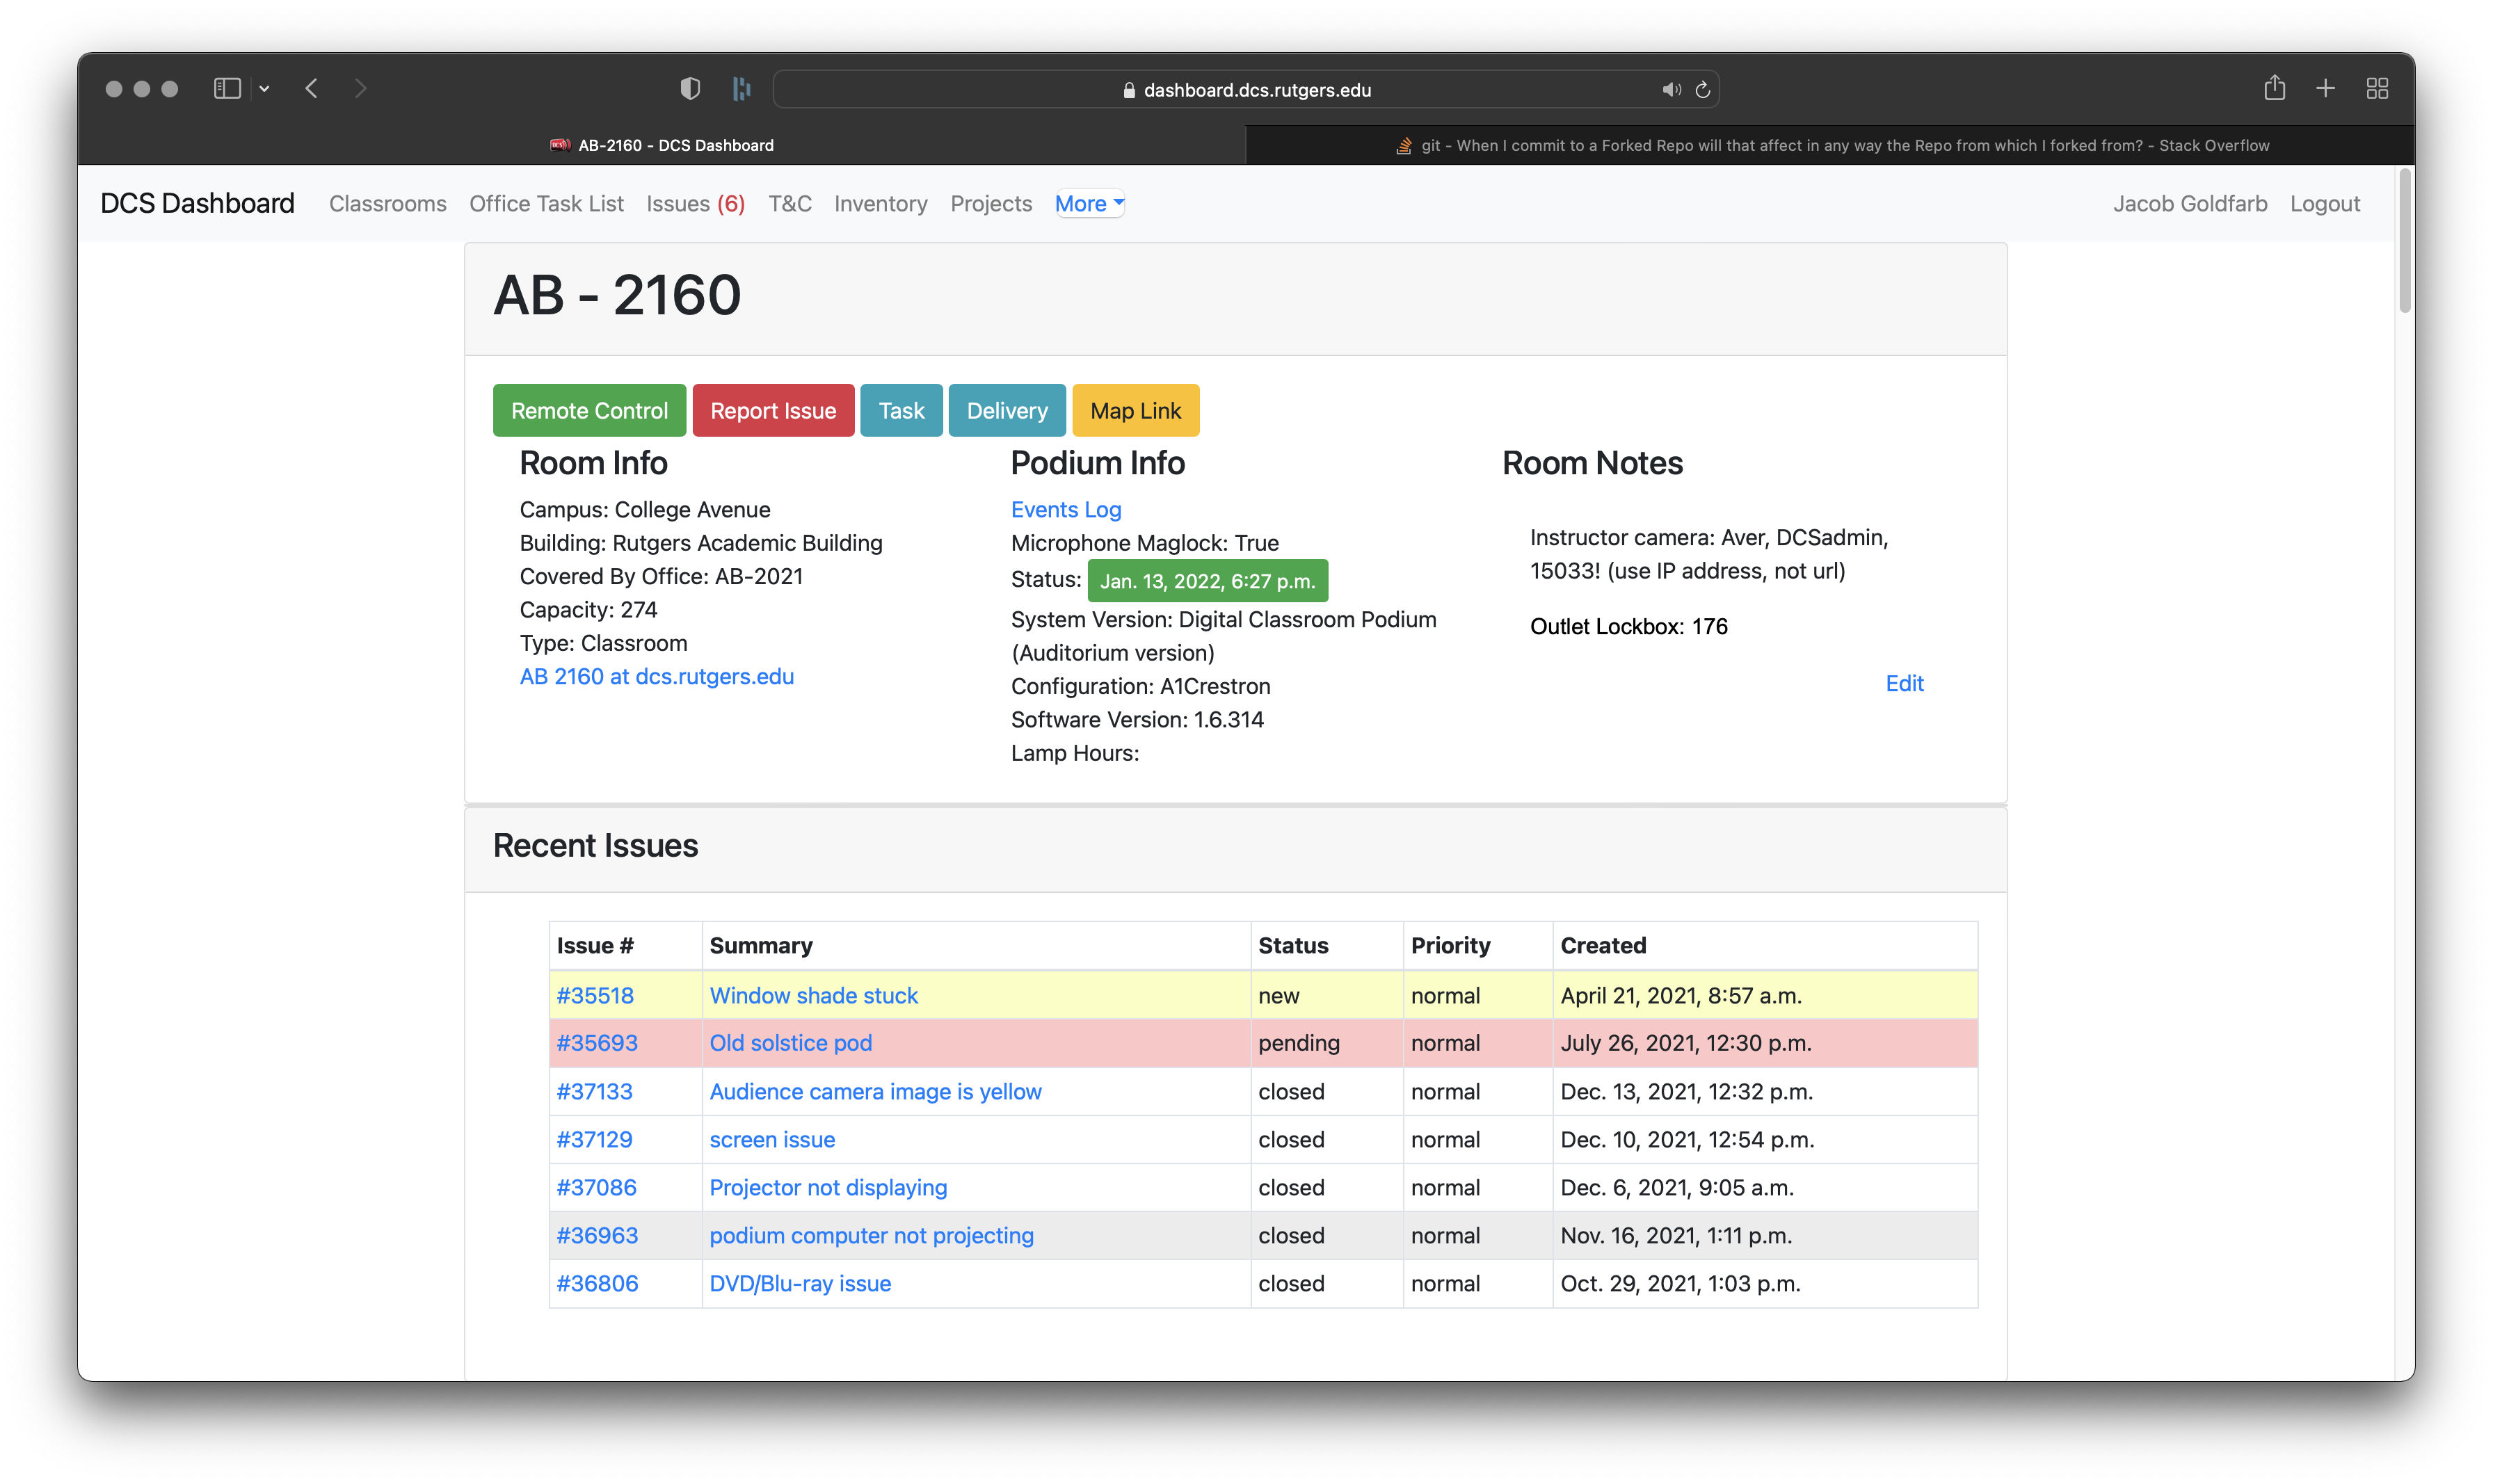 dashboard.dcs.rutgers.edu
AB-2160 - DCS Dashboard
git - When I commit to a Forked Repo will that affect in any way the Repo from which I forked from? - Stack Overflow
DCS Dashboard Classrooms Office Task List Issues (6) T&C Inventory Projects More Jacob Goldfarb Logout
AB - 2160
Remote Control Report Issue Task Delivery Map Link
Room Info
Campus: College Avenue
Building: Rutgers Academic Building
Covered By Office: AB-2021
Capacity: 274
Type: Classroom
AB 2160 at dcs.rutgers.edu
Podium Info
Events Log
Microphone Maglock: True
Status: Jan. 13, 2022, 6:27 p.m.
System Version: Digital Classroom Podium
(Auditorium version)
Configuration: A1Crestron
Software Version: 1.6.314
Lamp Hours:
Room Notes
Instructor camera: Aver, DCSadmin,
15033! (use IP address, not url)
Outlet Lockbox: 176
Edit
Recent Issues
Issue # Summary Status Priority Created
#35518 Window shade stuck new normal April 21, 2021, 8:57 a.m.
#35693 Old solstice pod pending normal July 26, 2021, 12:30 p.m.
#37133 Audience camera image is yellow closed normal Dec. 13, 2021, 12:32 p.m.
#37129 screen issue closed normal Dec. 10, 2021, 12:54 p.m.
#37086 Projector not displaying closed normal Dec. 6, 2021, 9:05 a.m.
#36963 podium computer not projecting closed normal Nov. 16, 2021, 1:11 p.m.
#36806 DVD/Blu-ray issue closed normal Oct. 29, 2021, 1:03 p.m.